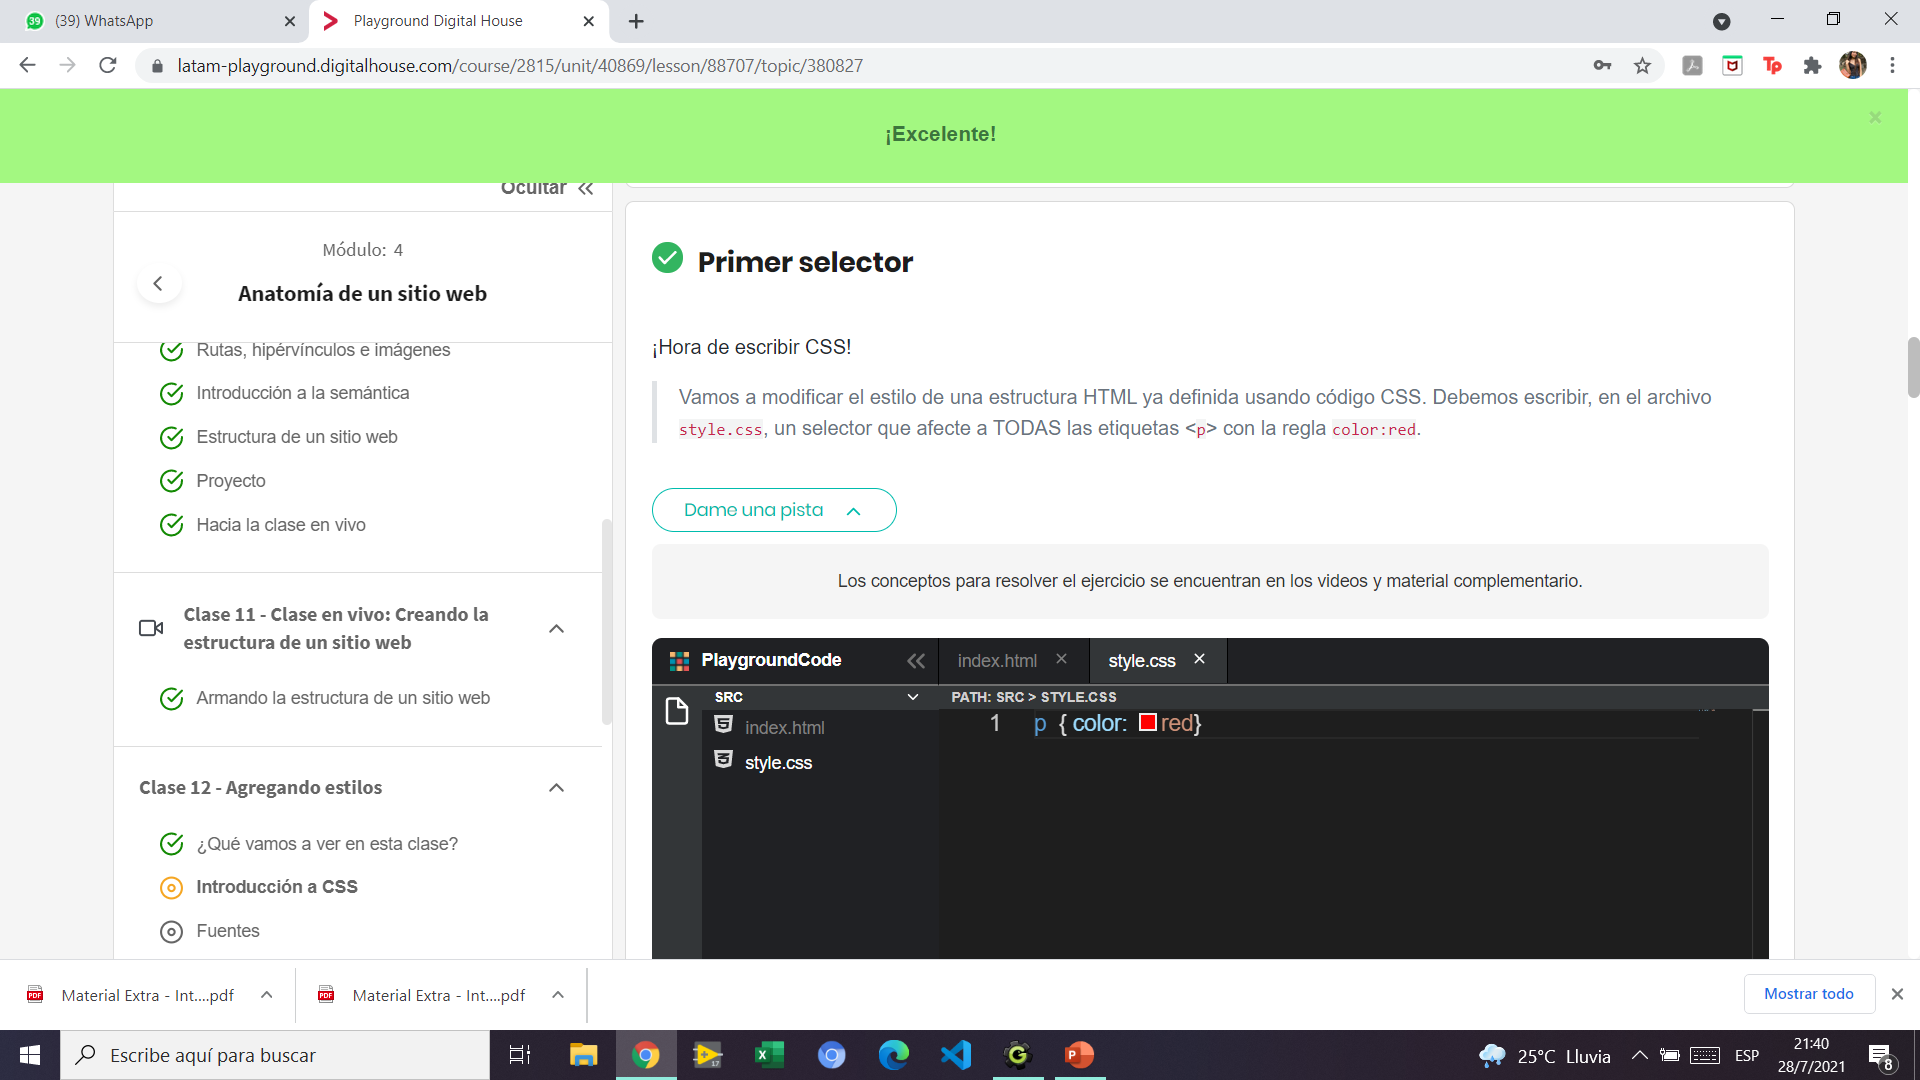 (39) WhatsApp
Playground Digital House
latam-playground.digitalhouse.com/course/2815/unit/40869/lesson/88707/topic/380827
¡Excelente!
Ocultar
Módulo: 4
Anatomía de un sitio web
Rutas, hipérvínculos e imágenes
Introducción a la semántica
Estructura de un sitio web
Proyecto
Hacia la clase en vivo
Clase 11 - Clase en vivo: Creando la
estructura de un sitio web
Armando la estructura de un sitio web
Clase 12 - Agregando estilos
¿Qué vamos a ver en esta clase?
Introducción a CSS
Fuentes
Primer selector
¡Hora de escribir CSS!
Vamos a modificar el estilo de una estructura HTML ya definida usando código CSS. Debemos escribir, en el archivo
style.css, un selector que afecte a TODAS las etiquetas <p> con la regla color:red.
Dame una pista
Los conceptos para resolver el ejercicio se encuentran en los videos y material complementario.
PlaygroundCode
index.html
style.css
SRC
PATH: SRC > STYLE.CSS
index.html
style.css
1 p { color: red}
Material Extra - Int....pdf
Material Extra - Int....pdf
Mostrar todo
Escribe aquí para buscar
25°C Lluvia
ESP
21:40
28/7/2021
8